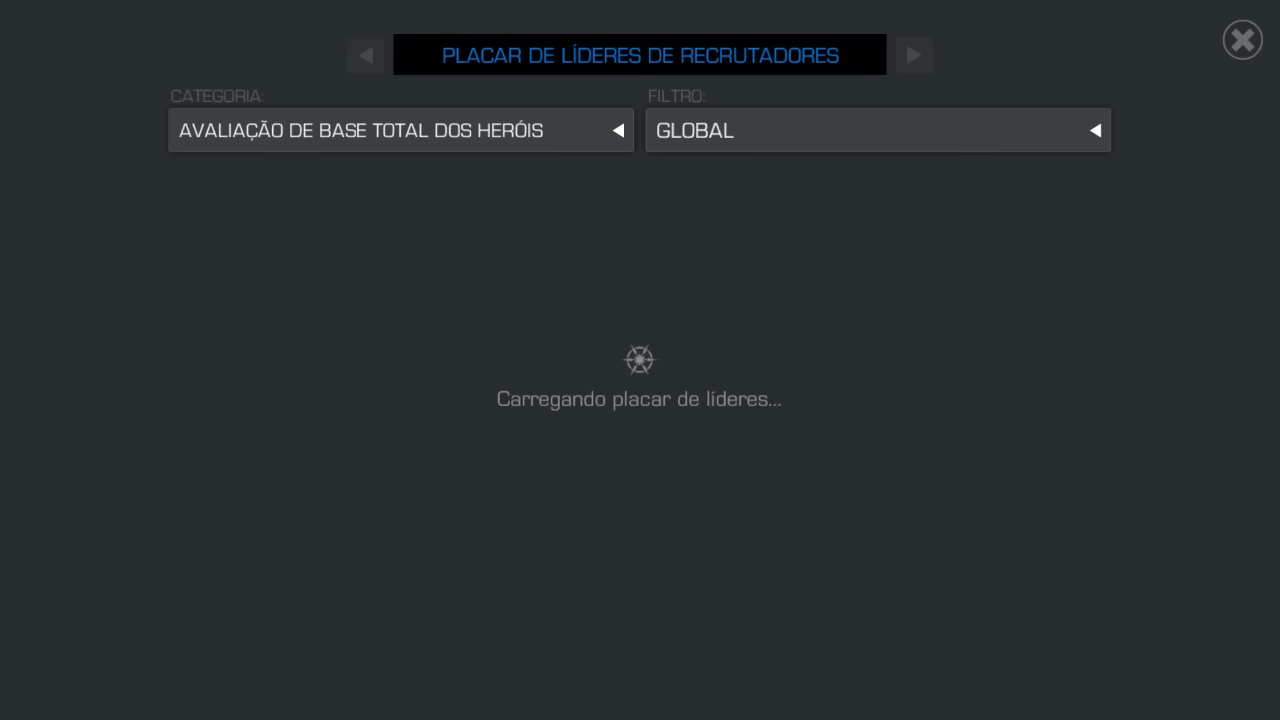 PLACAR DE LÍDERES DE RECRUTADORES
CATEGORIA:
FILTRO:
AVALIAÇÃO DE BASE TOTAL DOS HERÓIS
GLOBAL
Carregando placar de líderes...